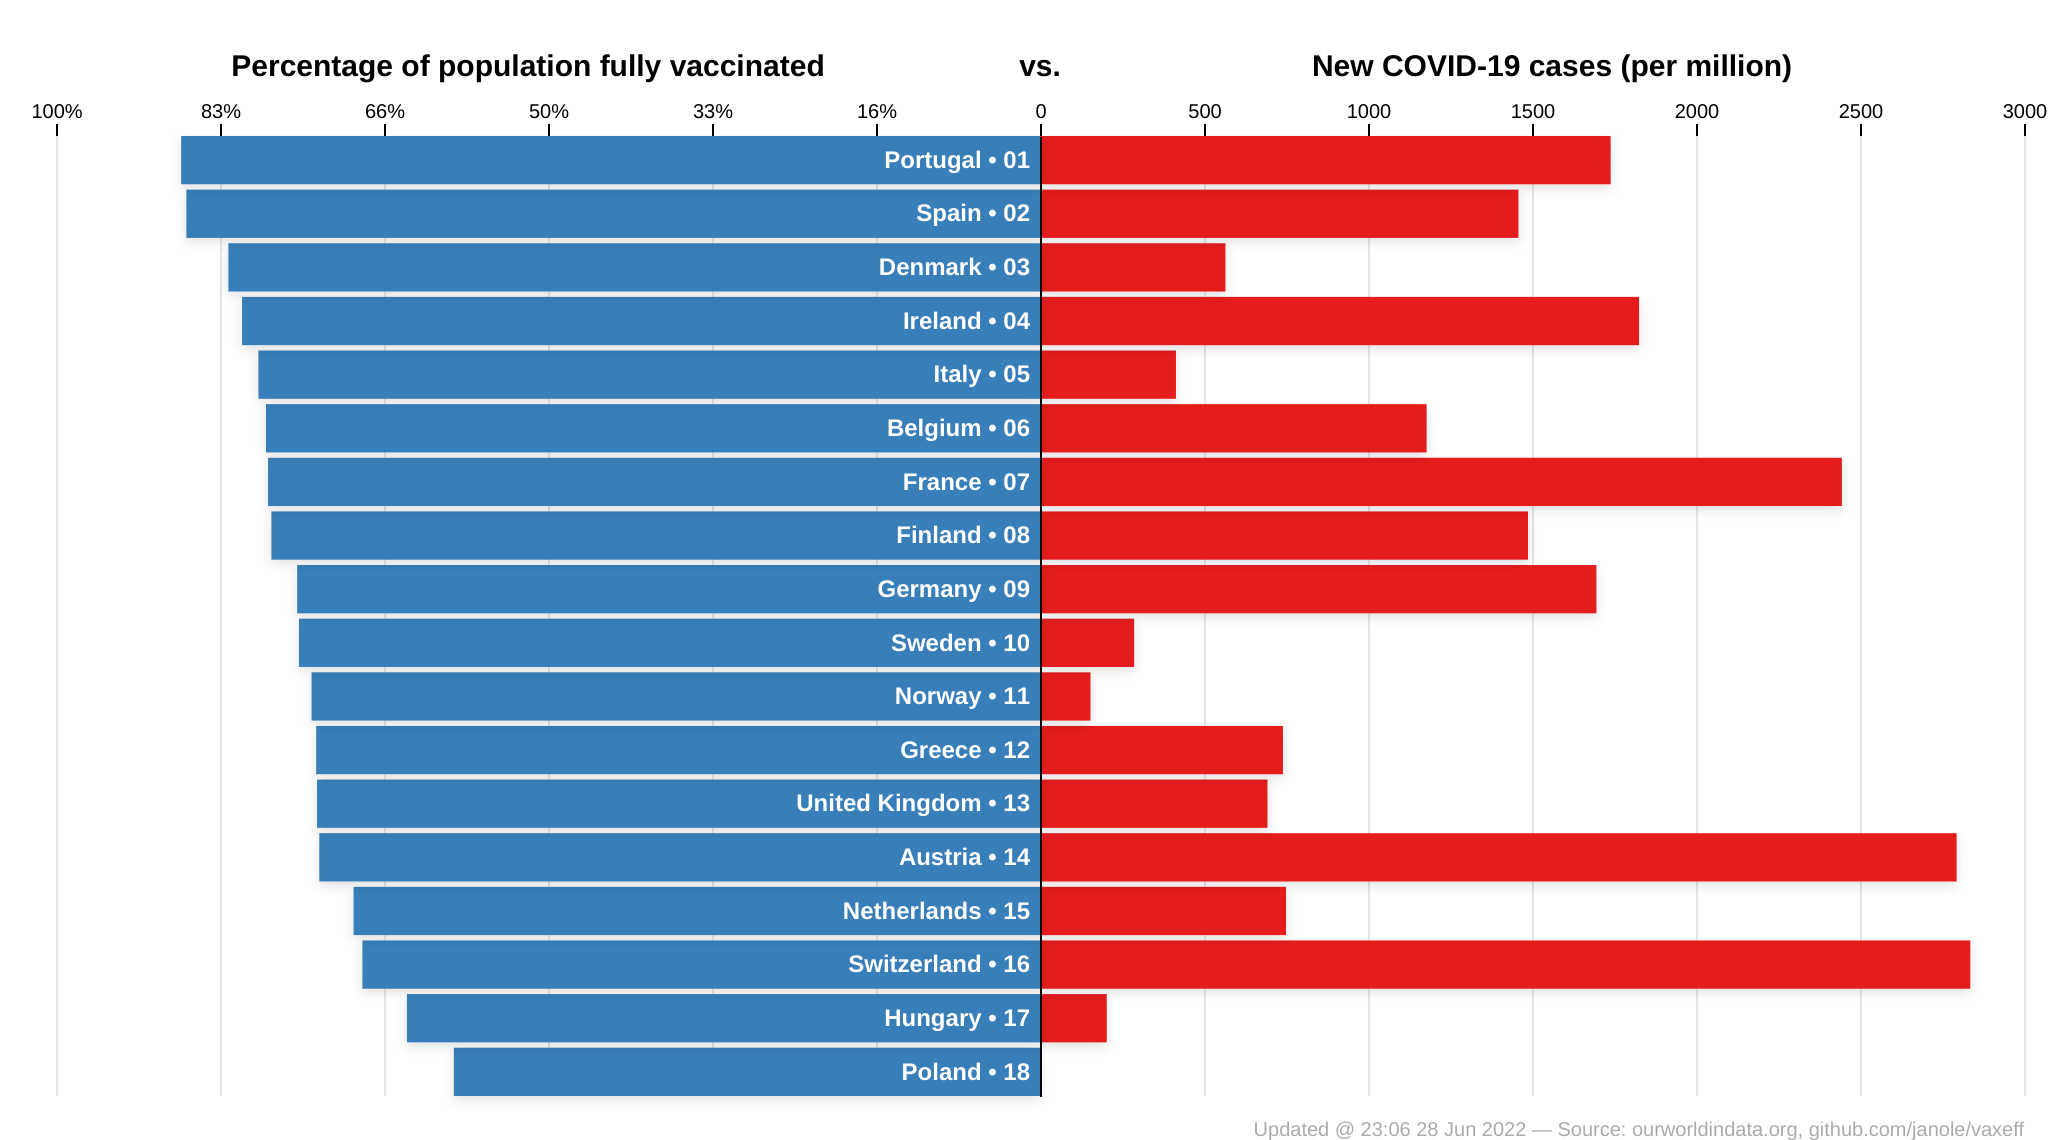 Percentage of population fully vaccinated vs. New COVID-19 cases (per million)
100% 83% 66% 50% 33% 16% 0 500 1000 1500 2000 2500 3000
Portugal • 01
Spain • 02
Denmark • 03
Ireland • 04
Italy • 05
Belgium • 06
France • 07
Finland • 08
Germany • 09
Sweden • 10
Norway • 11
Greece • 12
United Kingdom • 13
Austria • 14
Netherlands • 15
Switzerland • 16
Hungary • 17
Poland • 18
Updated @ 23:06 28 Jun 2022 — Source: ourworldindata.org, github.com/janole/vaxeff